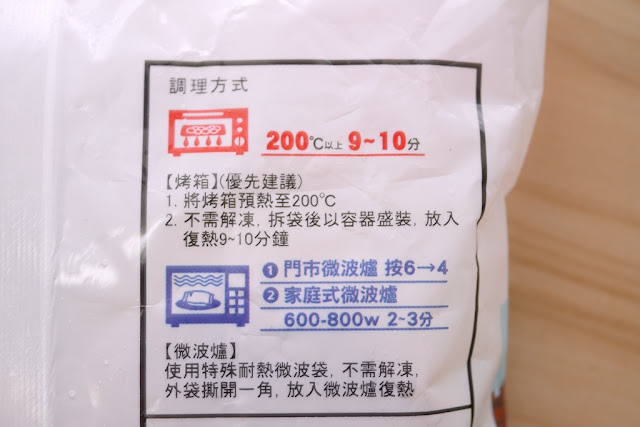 調理方式
200℃以上 9~10分
【烤箱】(優先建議)
1. 將烤箱預熱至200℃
2. 不需解凍, 拆袋後以容器盛裝, 放入
復熱9~10分鐘
❶ 門市微波爐 按6→4
❷ 家庭式微波爐
600-800w 2~3分
【微波爐】
使用特殊耐熱微波袋, 不需解凍,
外袋撕開一角, 放入微波爐復熱